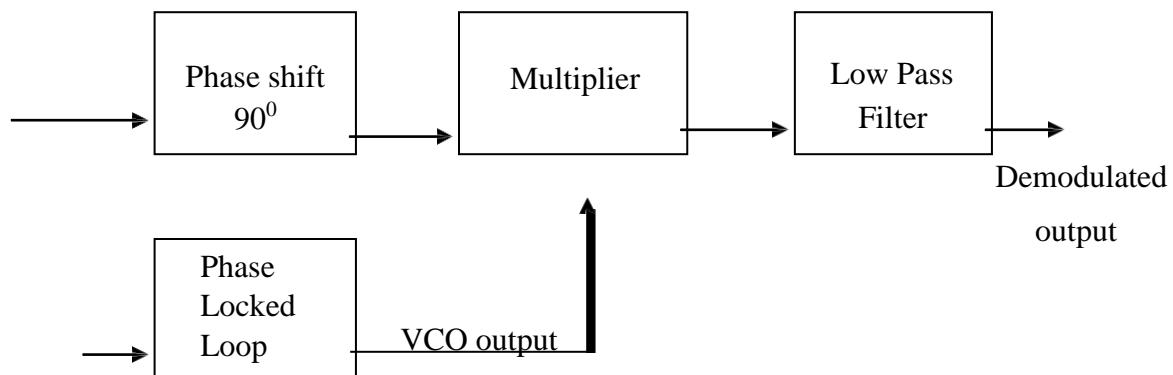 Phase shift
90⁰
Multiplier
Low Pass
Filter
Demodulated
output
Phase
Locked
Loop
VCO output